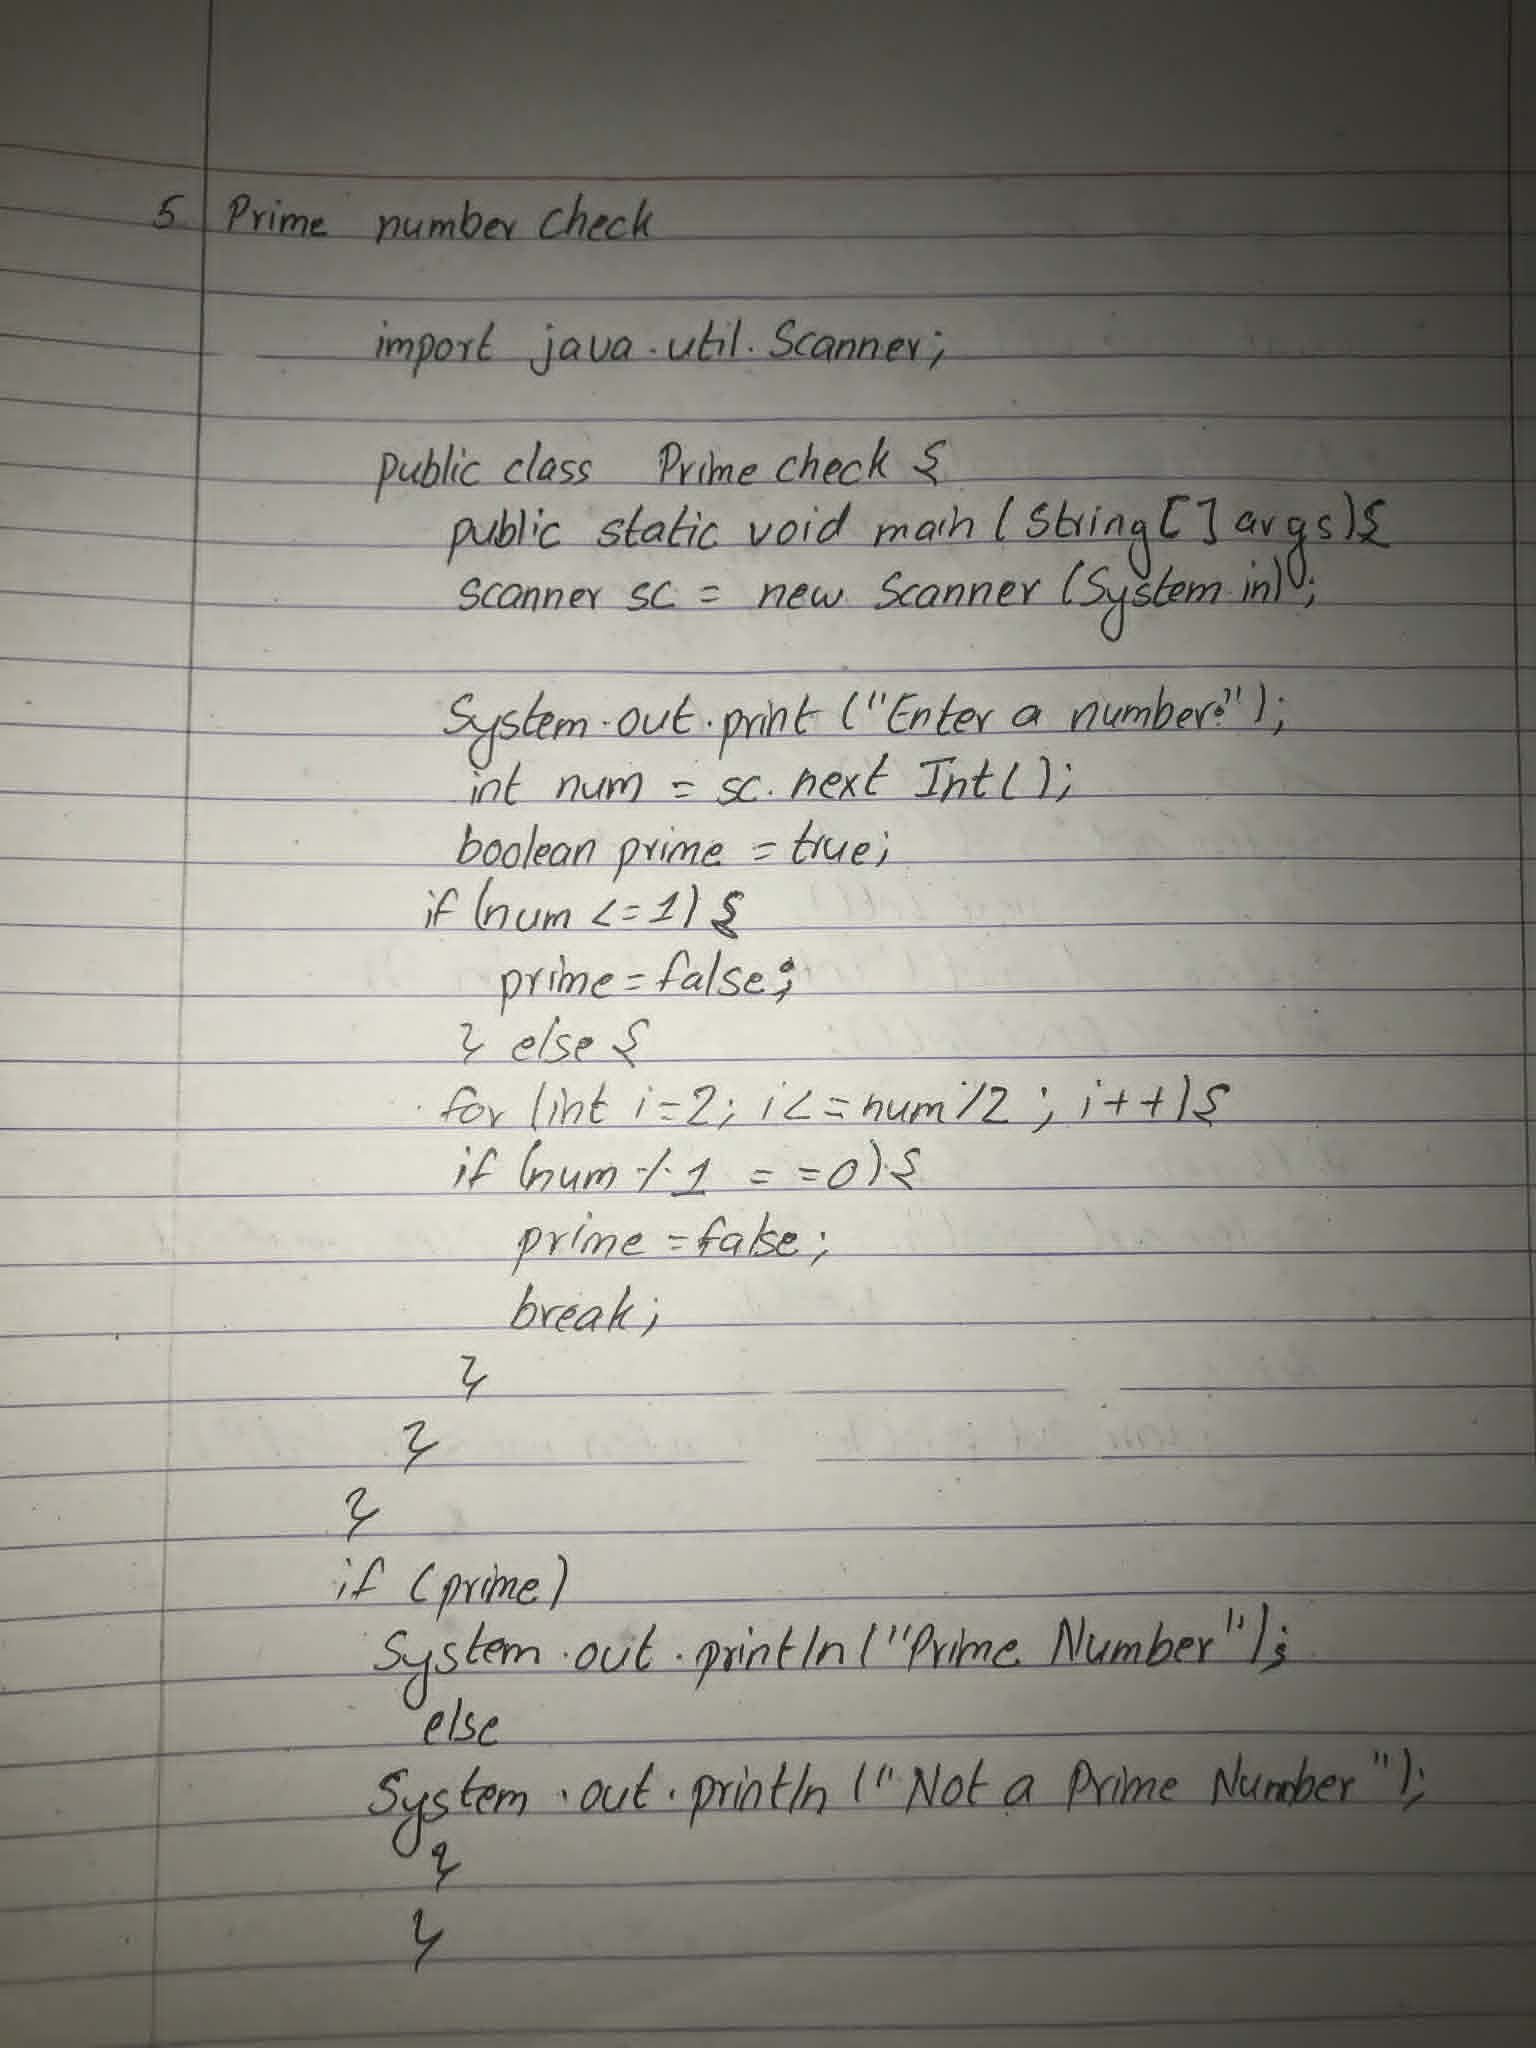 5 Prime number check
import java.util.Scanner;
public class Prime check {
public static void main (String [] args) {
scanner sc = new Scanner (System.in);
System.out.print ("Enter a number:");
int num = sc. next Int ();
boolean prime = true;
if (num <= 1) {
prime = false;
} else {
for (int i=2; i<=num/2; i++) {
if (num % 1 = = 0) {
prime = false;
break;
}
}
}
if (prime)
System.out.println ("Prime Number");
else
System.out.println ("Not a Prime Number");
}
}